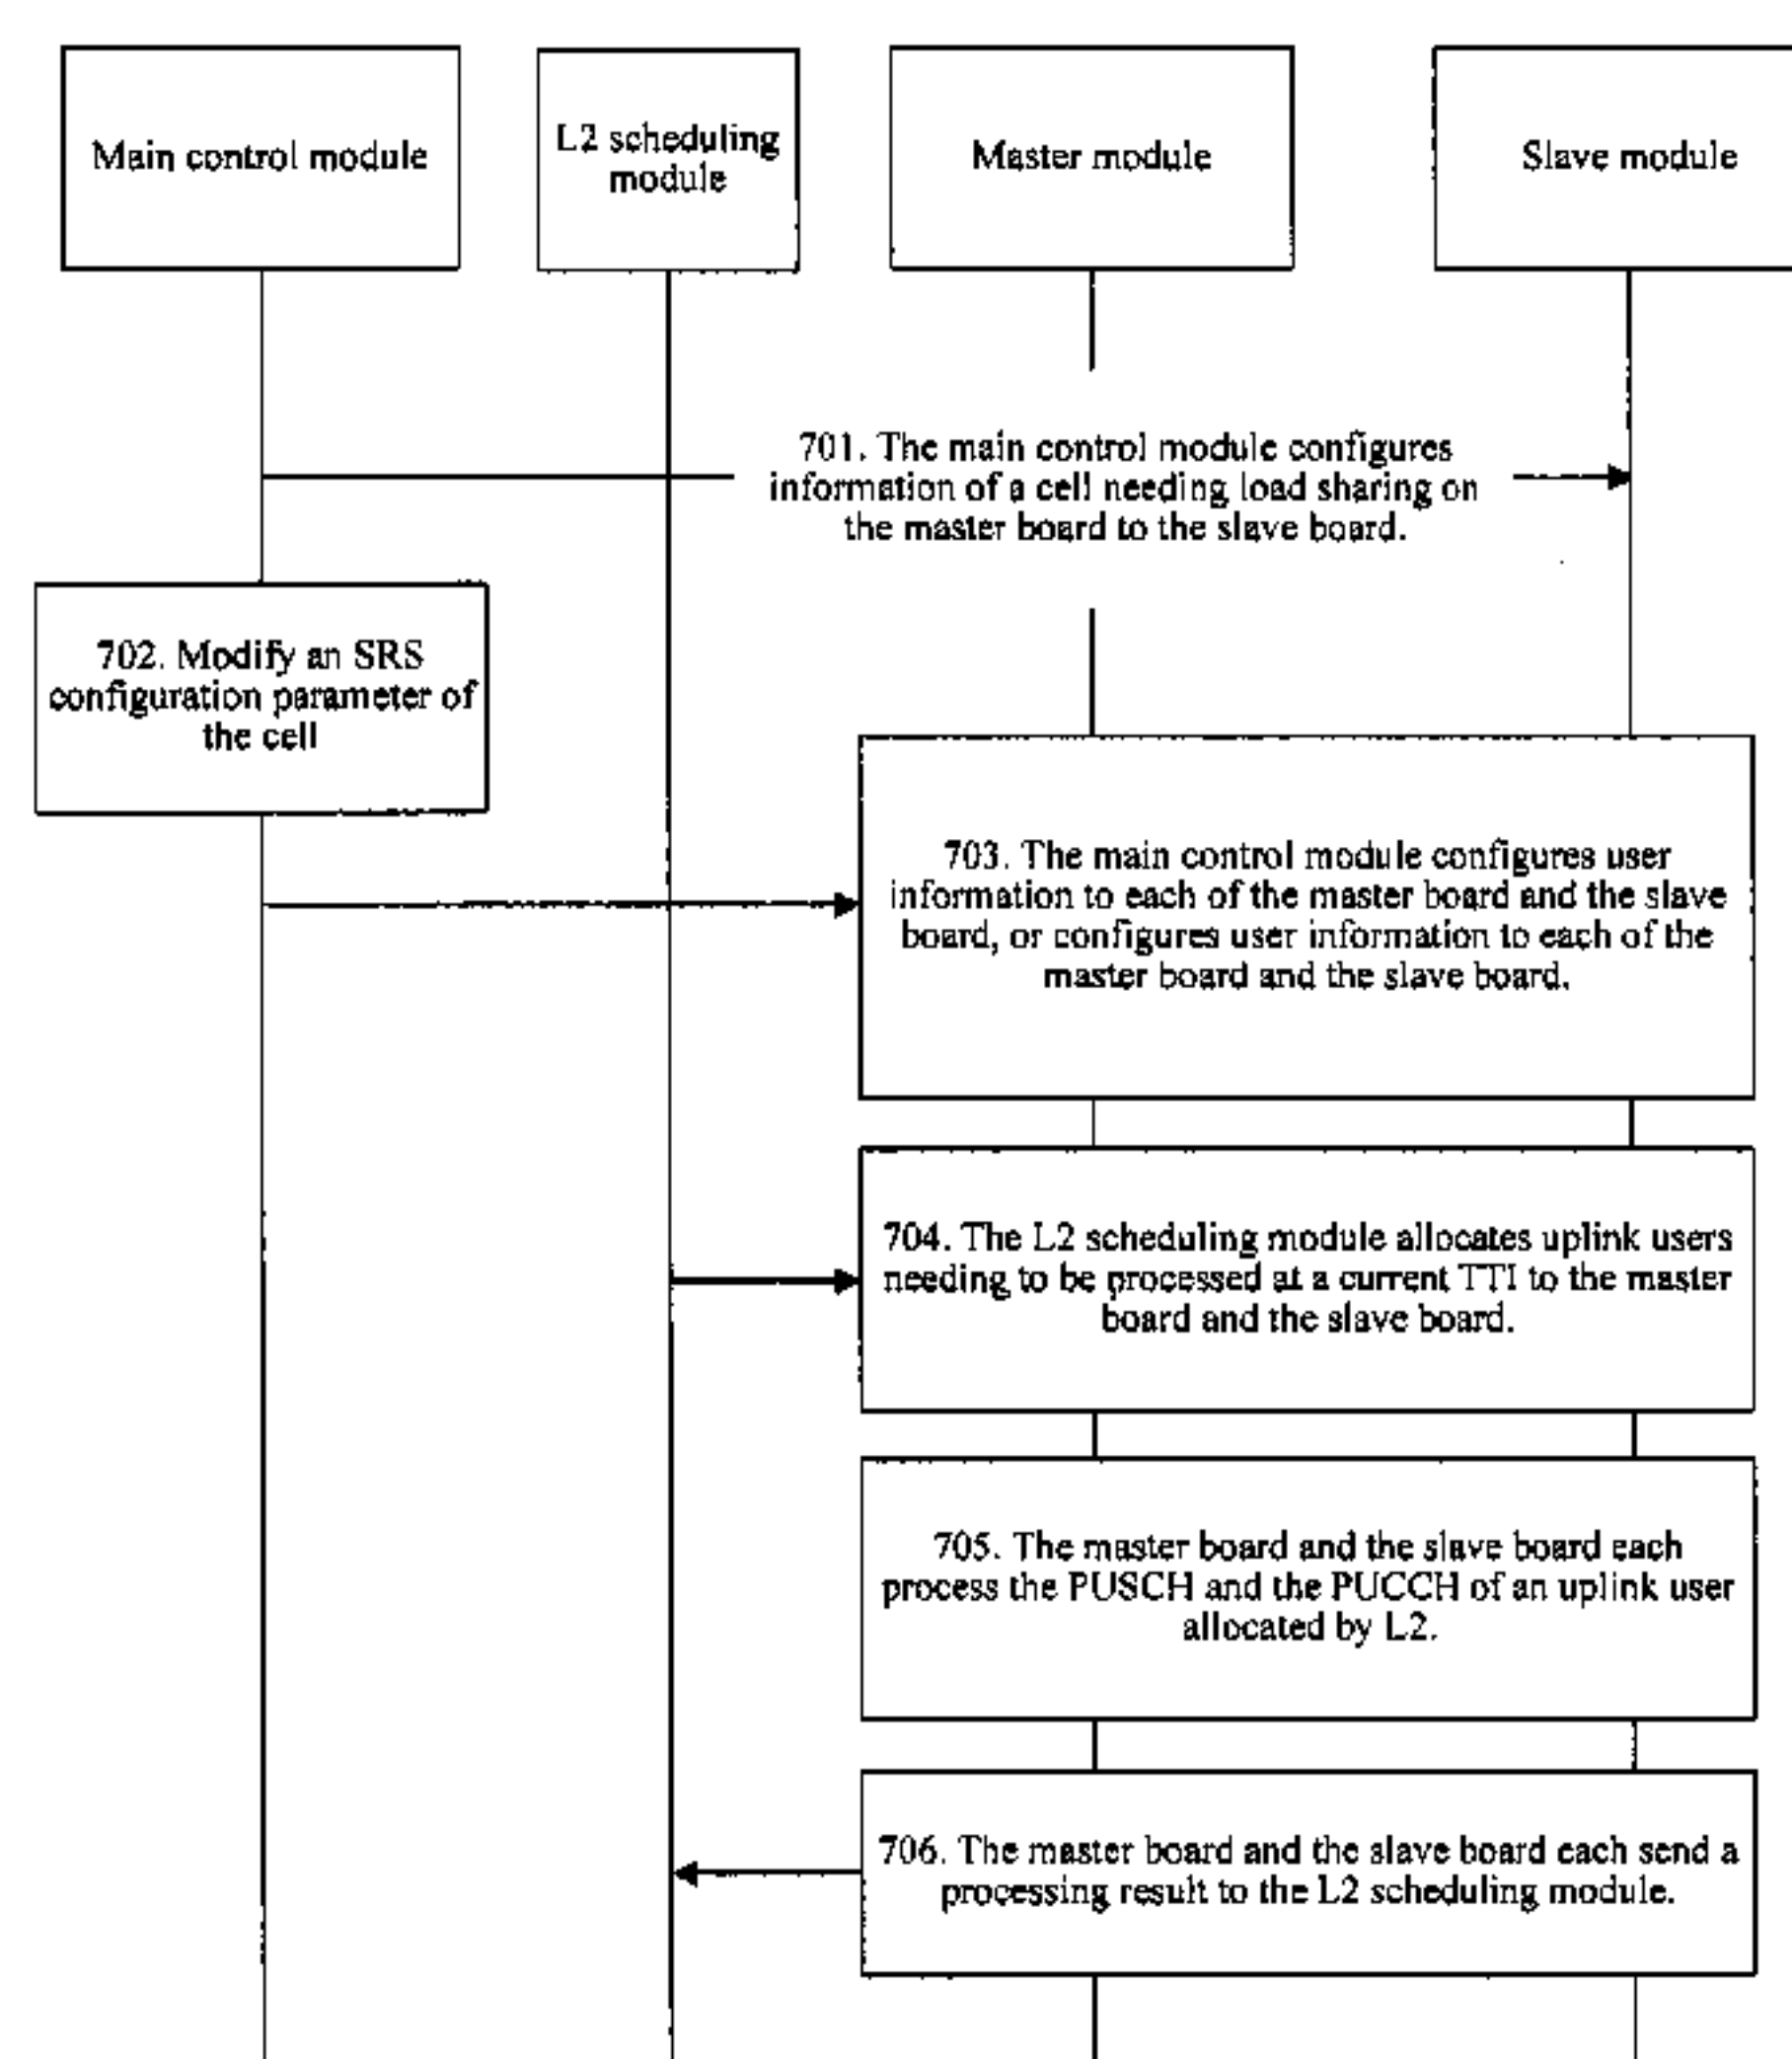 Main control module
L2 scheduling
module
Master module
Slave module
701. The main control module configures
information of a cell needing load sharing on
the master board to the slave board.
702. Modify an SRS
configuration parameter of
the cell
703. The main control module configures user
information to each of the master board and the slave
board, or configures user information to each of the
master board and the slave board.
704. The L2 scheduling module allocates uplink users
needing to be processed at a current TTI to the master
board and the slave board.
705. The master board and the slave board each
process the PUSCH and the PUCCH of an uplink user
allocated by L2.
706. The master board and the slave board each send a
processing result to the L2 scheduling module.